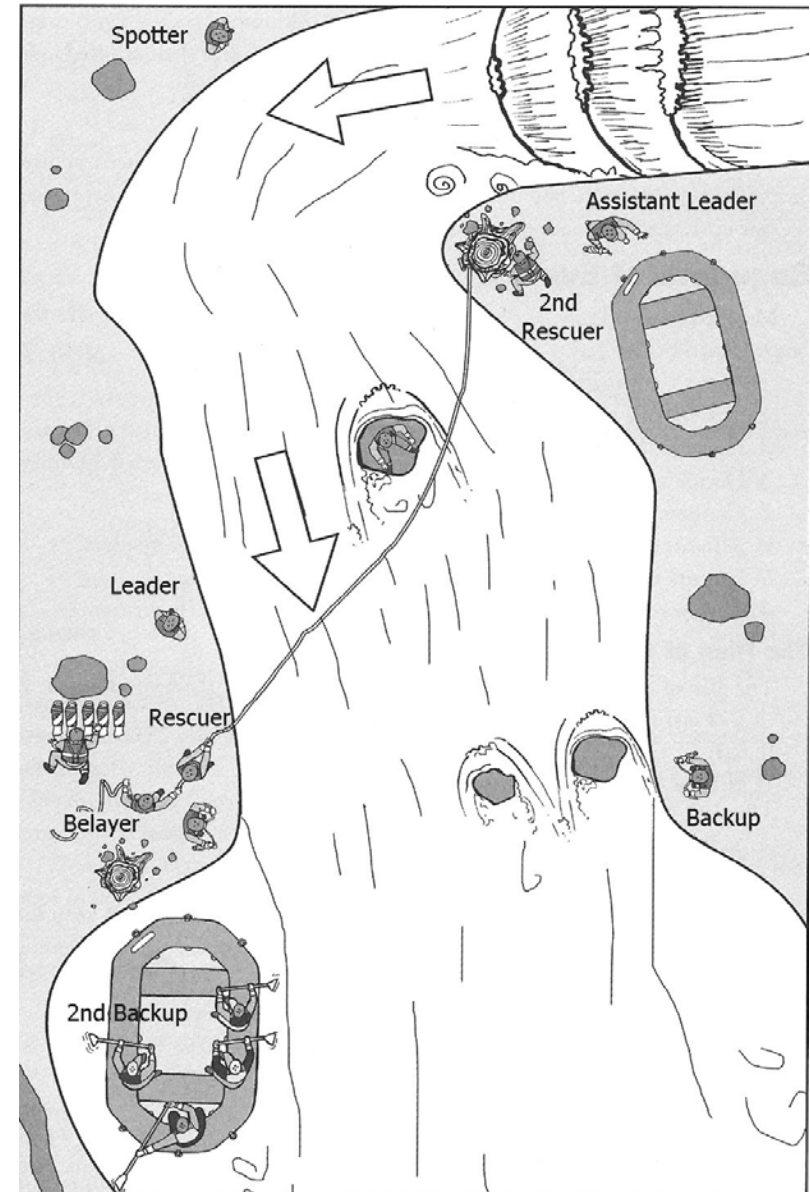 Spotter
Assistant Leader
2nd
Rescuer
Leader
Rescuer
Belayer
Backup
2nd Backup